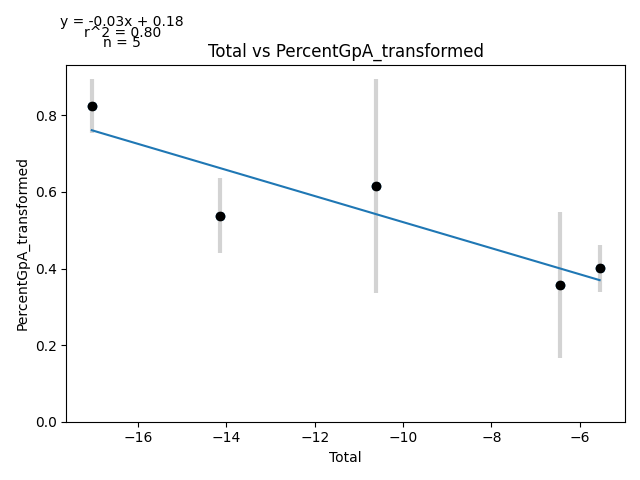 y = -0.03x + 0.18
r^2 = 0.80
n = 5
Total vs PercentGpA_transformed
PercentGpA_transformed
0.8
0.6
0.4
0.2
0.0
−16
−14
−12
−10
−8
−6
Total